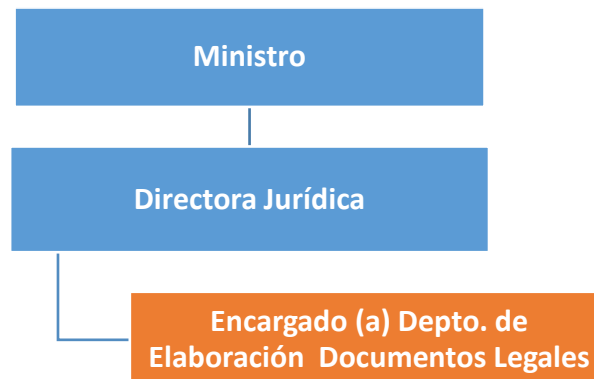 Ministro
Directora Jurídica
Encargado (a) Depto. de
Elaboración  Documentos Legales